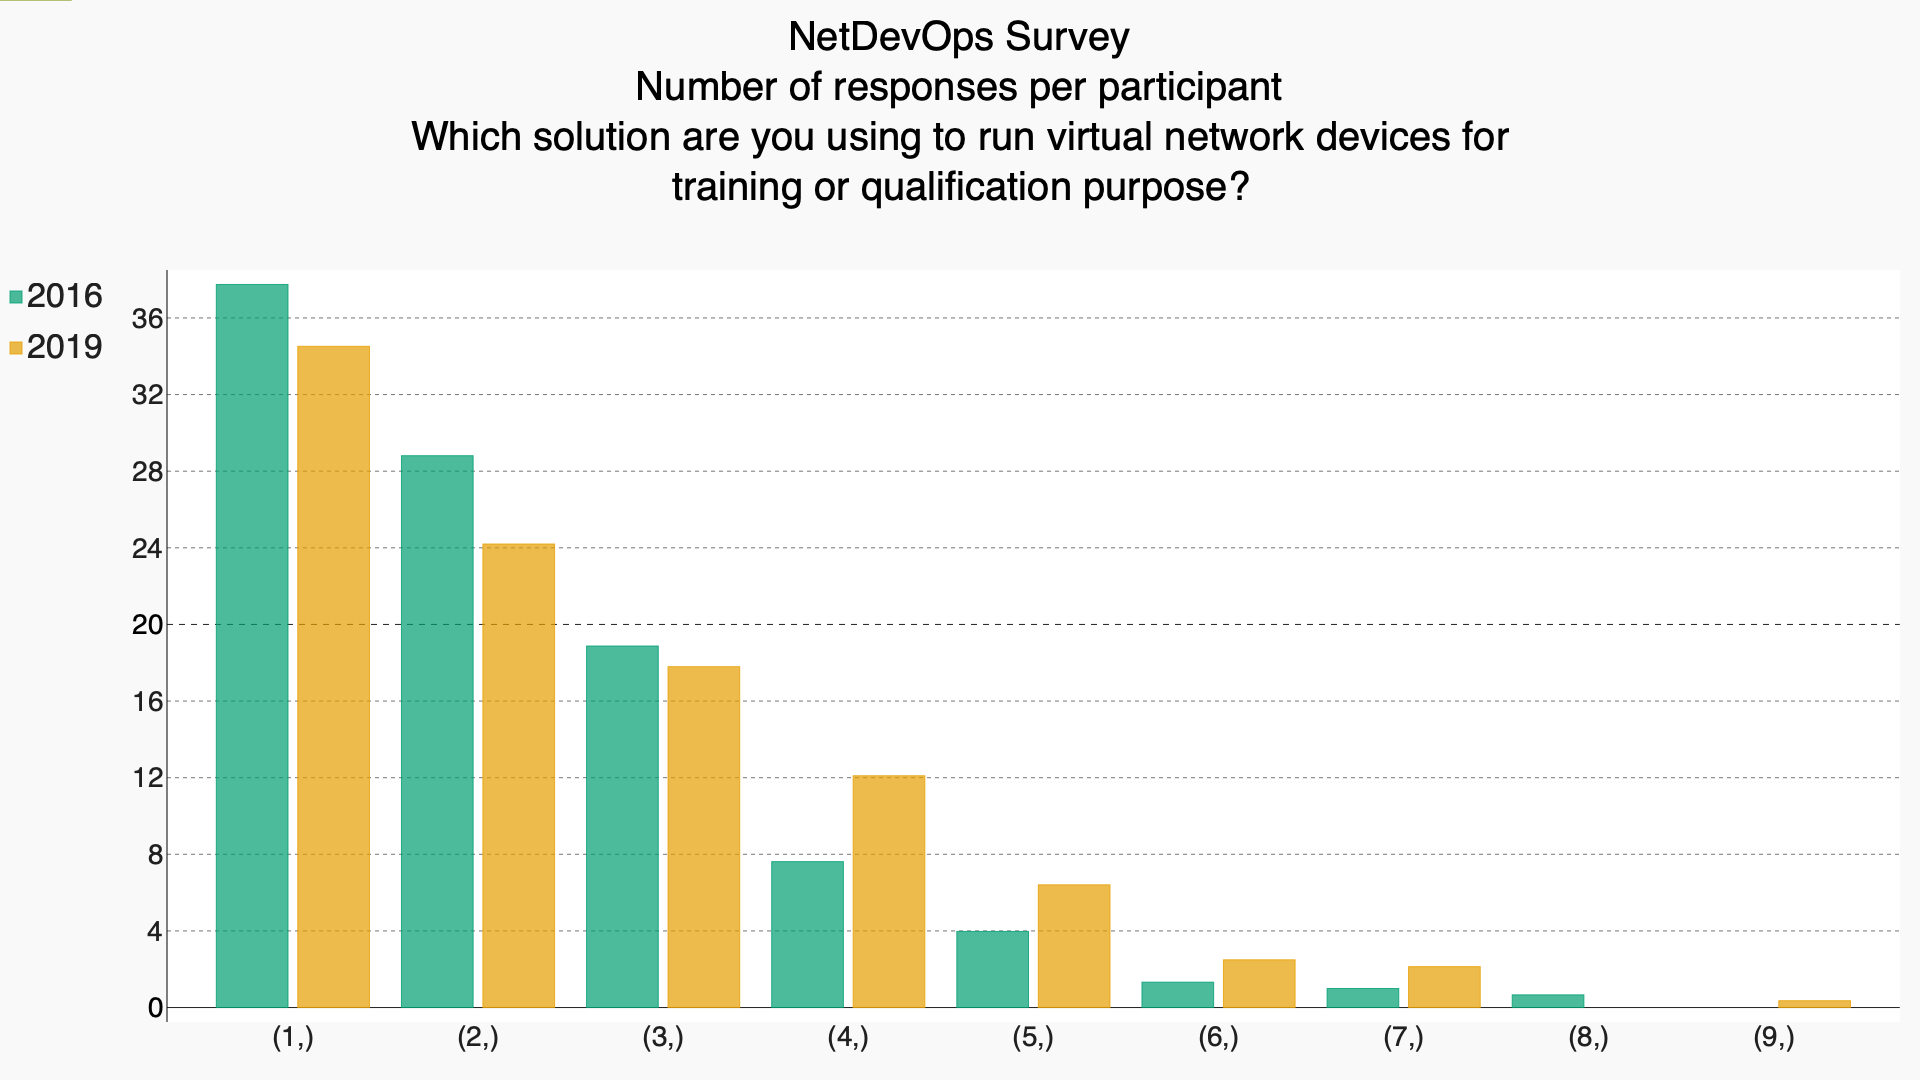 NetDevOps Survey
Number of responses per participant
Which solution are you using to run virtual network devices for
training or qualification purpose?
2016
2019
36
32
28
24
20
16
12
8
4
0
(1,) (2,) (3,) (4,) (5,) (6,) (7,) (8,) (9,)